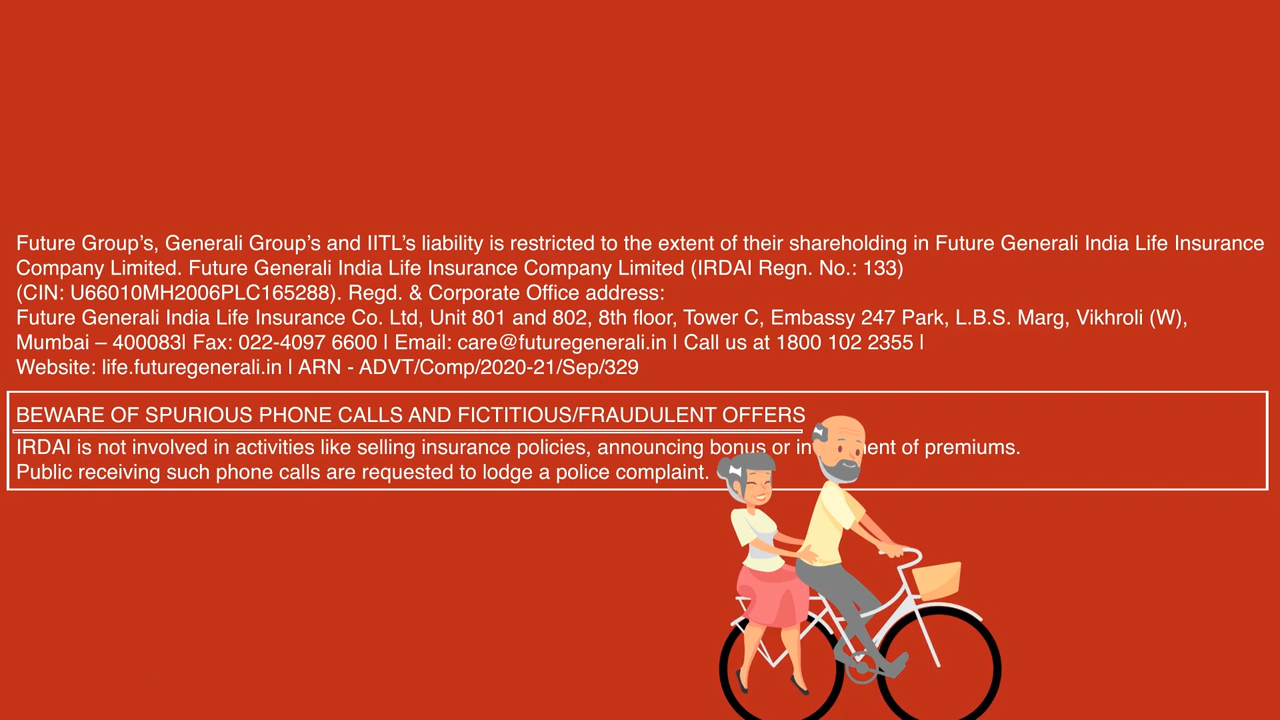 Future Group’s, Generali Group’s and IITL’s liability is restricted to the extent of their shareholding in Future Generali India Life Insurance
Company Limited. Future Generali India Life Insurance Company Limited (IRDAI Regn. No.: 133)
(CIN: U66010MH2006PLC165288). Regd. & Corporate Office address:
Future Generali India Life Insurance Co. Ltd, Unit 801 and 802, 8th floor, Tower C, Embassy 247 Park, L.B.S. Marg, Vikhroli (W),
Mumbai – 400083| Fax: 022-4097 6600 | Email: care@futuregenerali.in | Call us at 1800 102 2355 |
Website: life.futuregenerali.in | ARN - ADVT/Comp/2020-21/Sep/329
BEWARE OF SPURIOUS PHONE CALLS AND FICTITIOUS/FRAUDULENT OFFERS
IRDAI is not involved in activities like selling insurance policies, announcing bonus or of premiums.
Public receiving such phone calls are requested to lodge a police complaint.